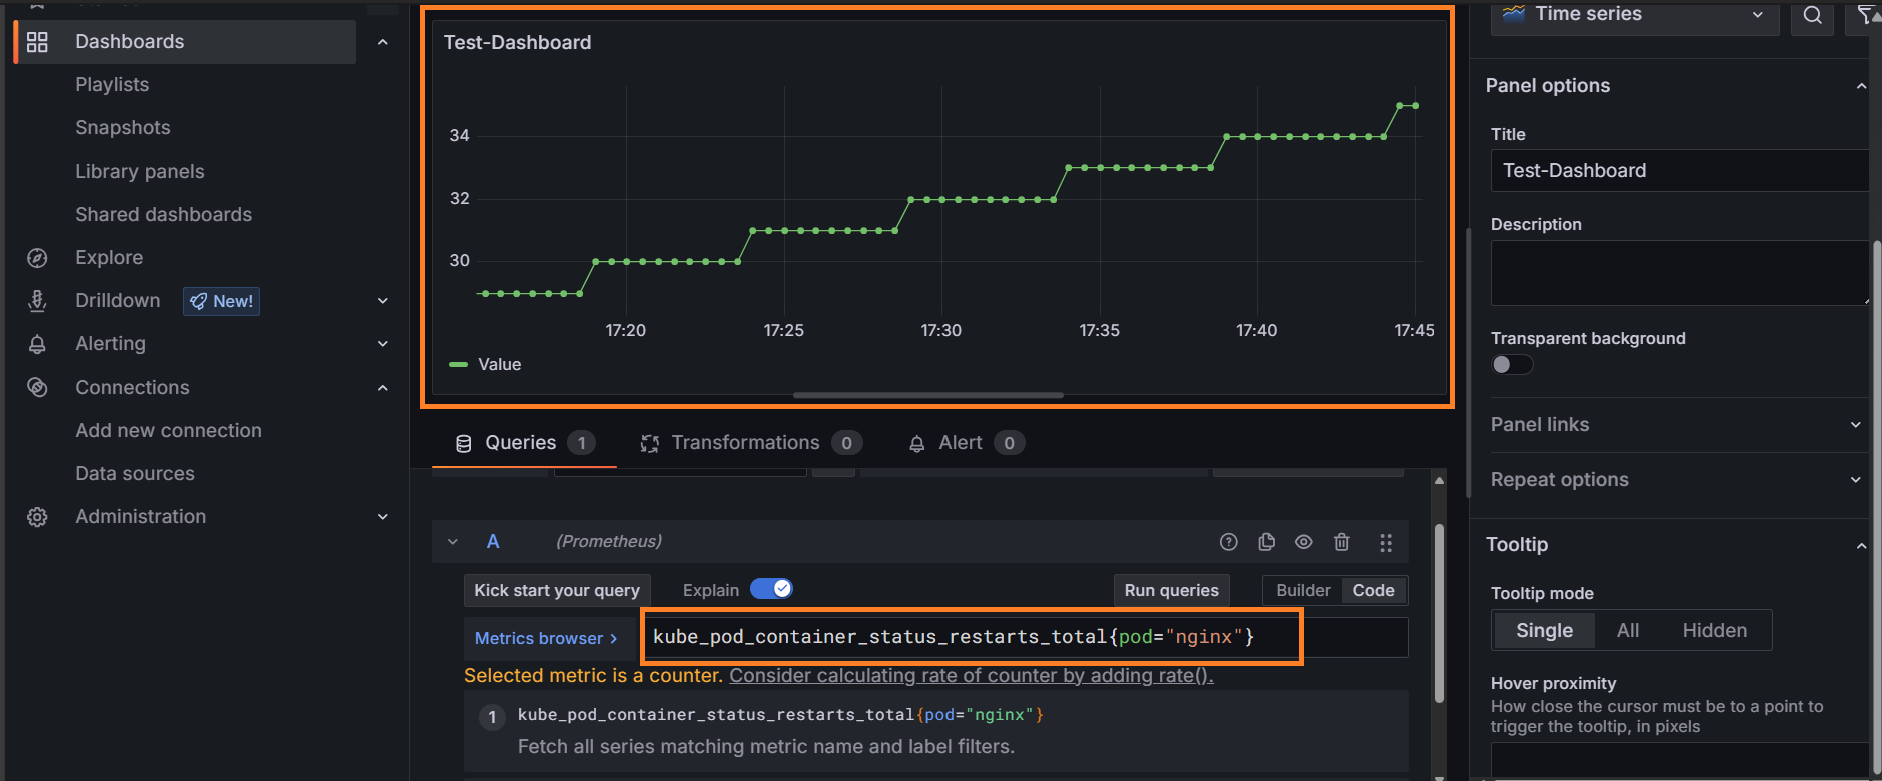 Dashboards
Playlists
Snapshots
Library panels
Shared dashboards
Explore
Drilldown New!
Alerting
Connections
Add new connection
Data sources
Administration
Test-Dashboard
34
32
30
17:20 17:25 17:30 17:35 17:40 17:45
Value
Queries 1 Transformations 0 Alert 0
A (Prometheus)
Kick start your query Explain Run queries Builder Code
Metrics browser > kube_pod_container_status_restarts_total{pod="nginx"}
Selected metric is a counter. Consider calculating rate of counter by adding rate().
1 kube_pod_container_status_restarts_total{pod="nginx"}
Fetch all series matching metric name and label filters.
Time series
Panel options
Title
Test-Dashboard
Description
Transparent background
Panel links
Repeat options
Tooltip
Tooltip mode
Single All Hidden
Hover proximity
How close the cursor must be to a point to
trigger the tooltip, in pixels